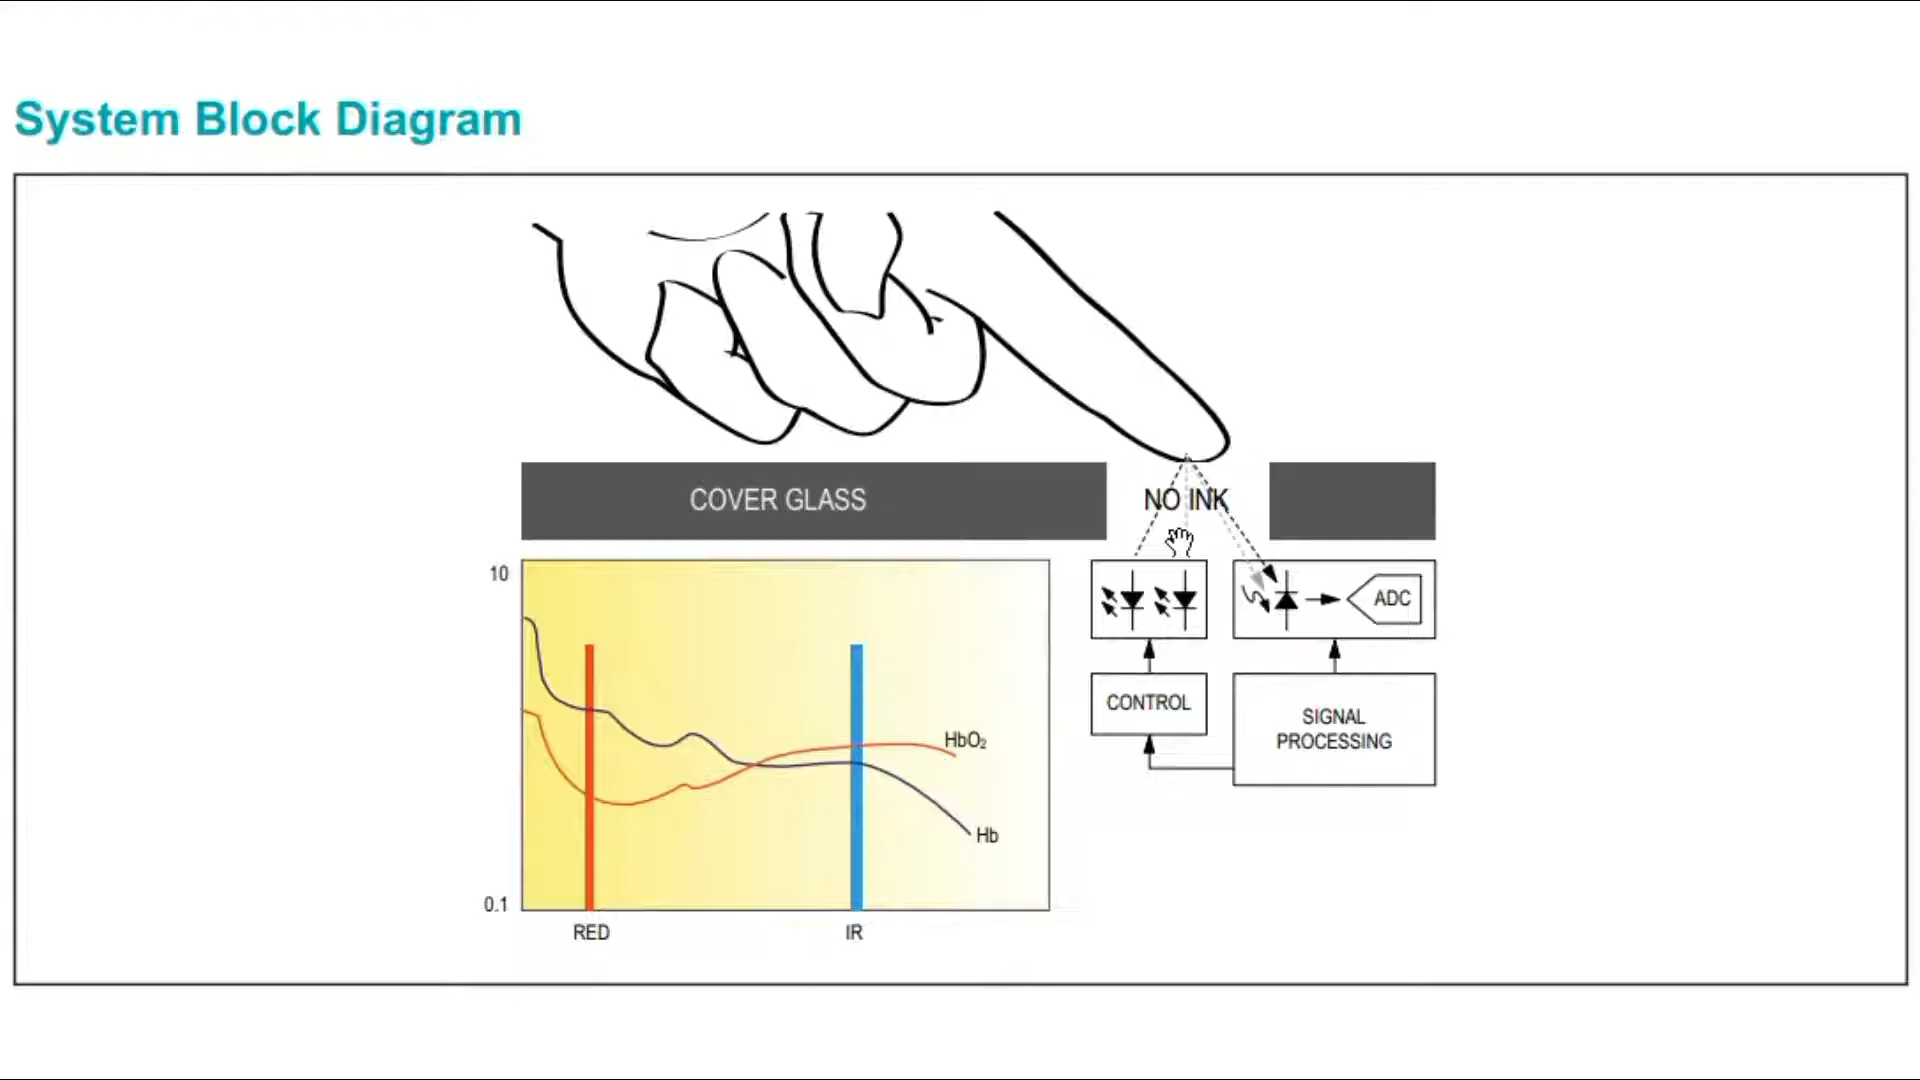 System Block Diagram
COVER GLASS
NO INK
10
ADC
CONTROL
SIGNAL
PROCESSING
HbO₂
Hb
0.1
RED
IR